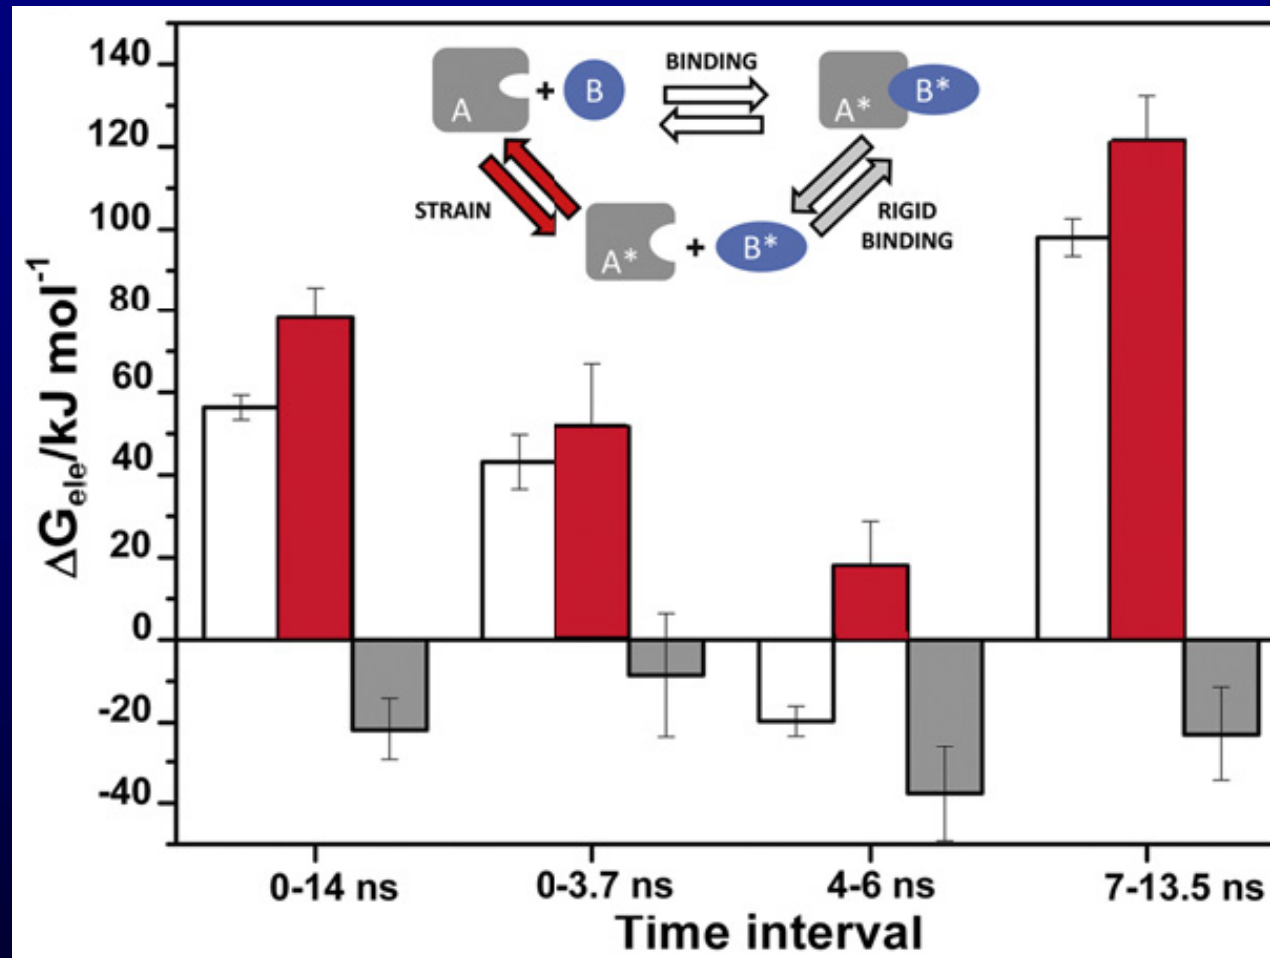 140
120
100
80
60
40
20
0
-20
-40
ΔG_ele/kJ mol⁻¹
A + B
BINDING
A* B*
STRAIN
A* + B*
RIGID
BINDING
0-14 ns
0-3.7 ns
4-6 ns
7-13.5 ns
Time interval